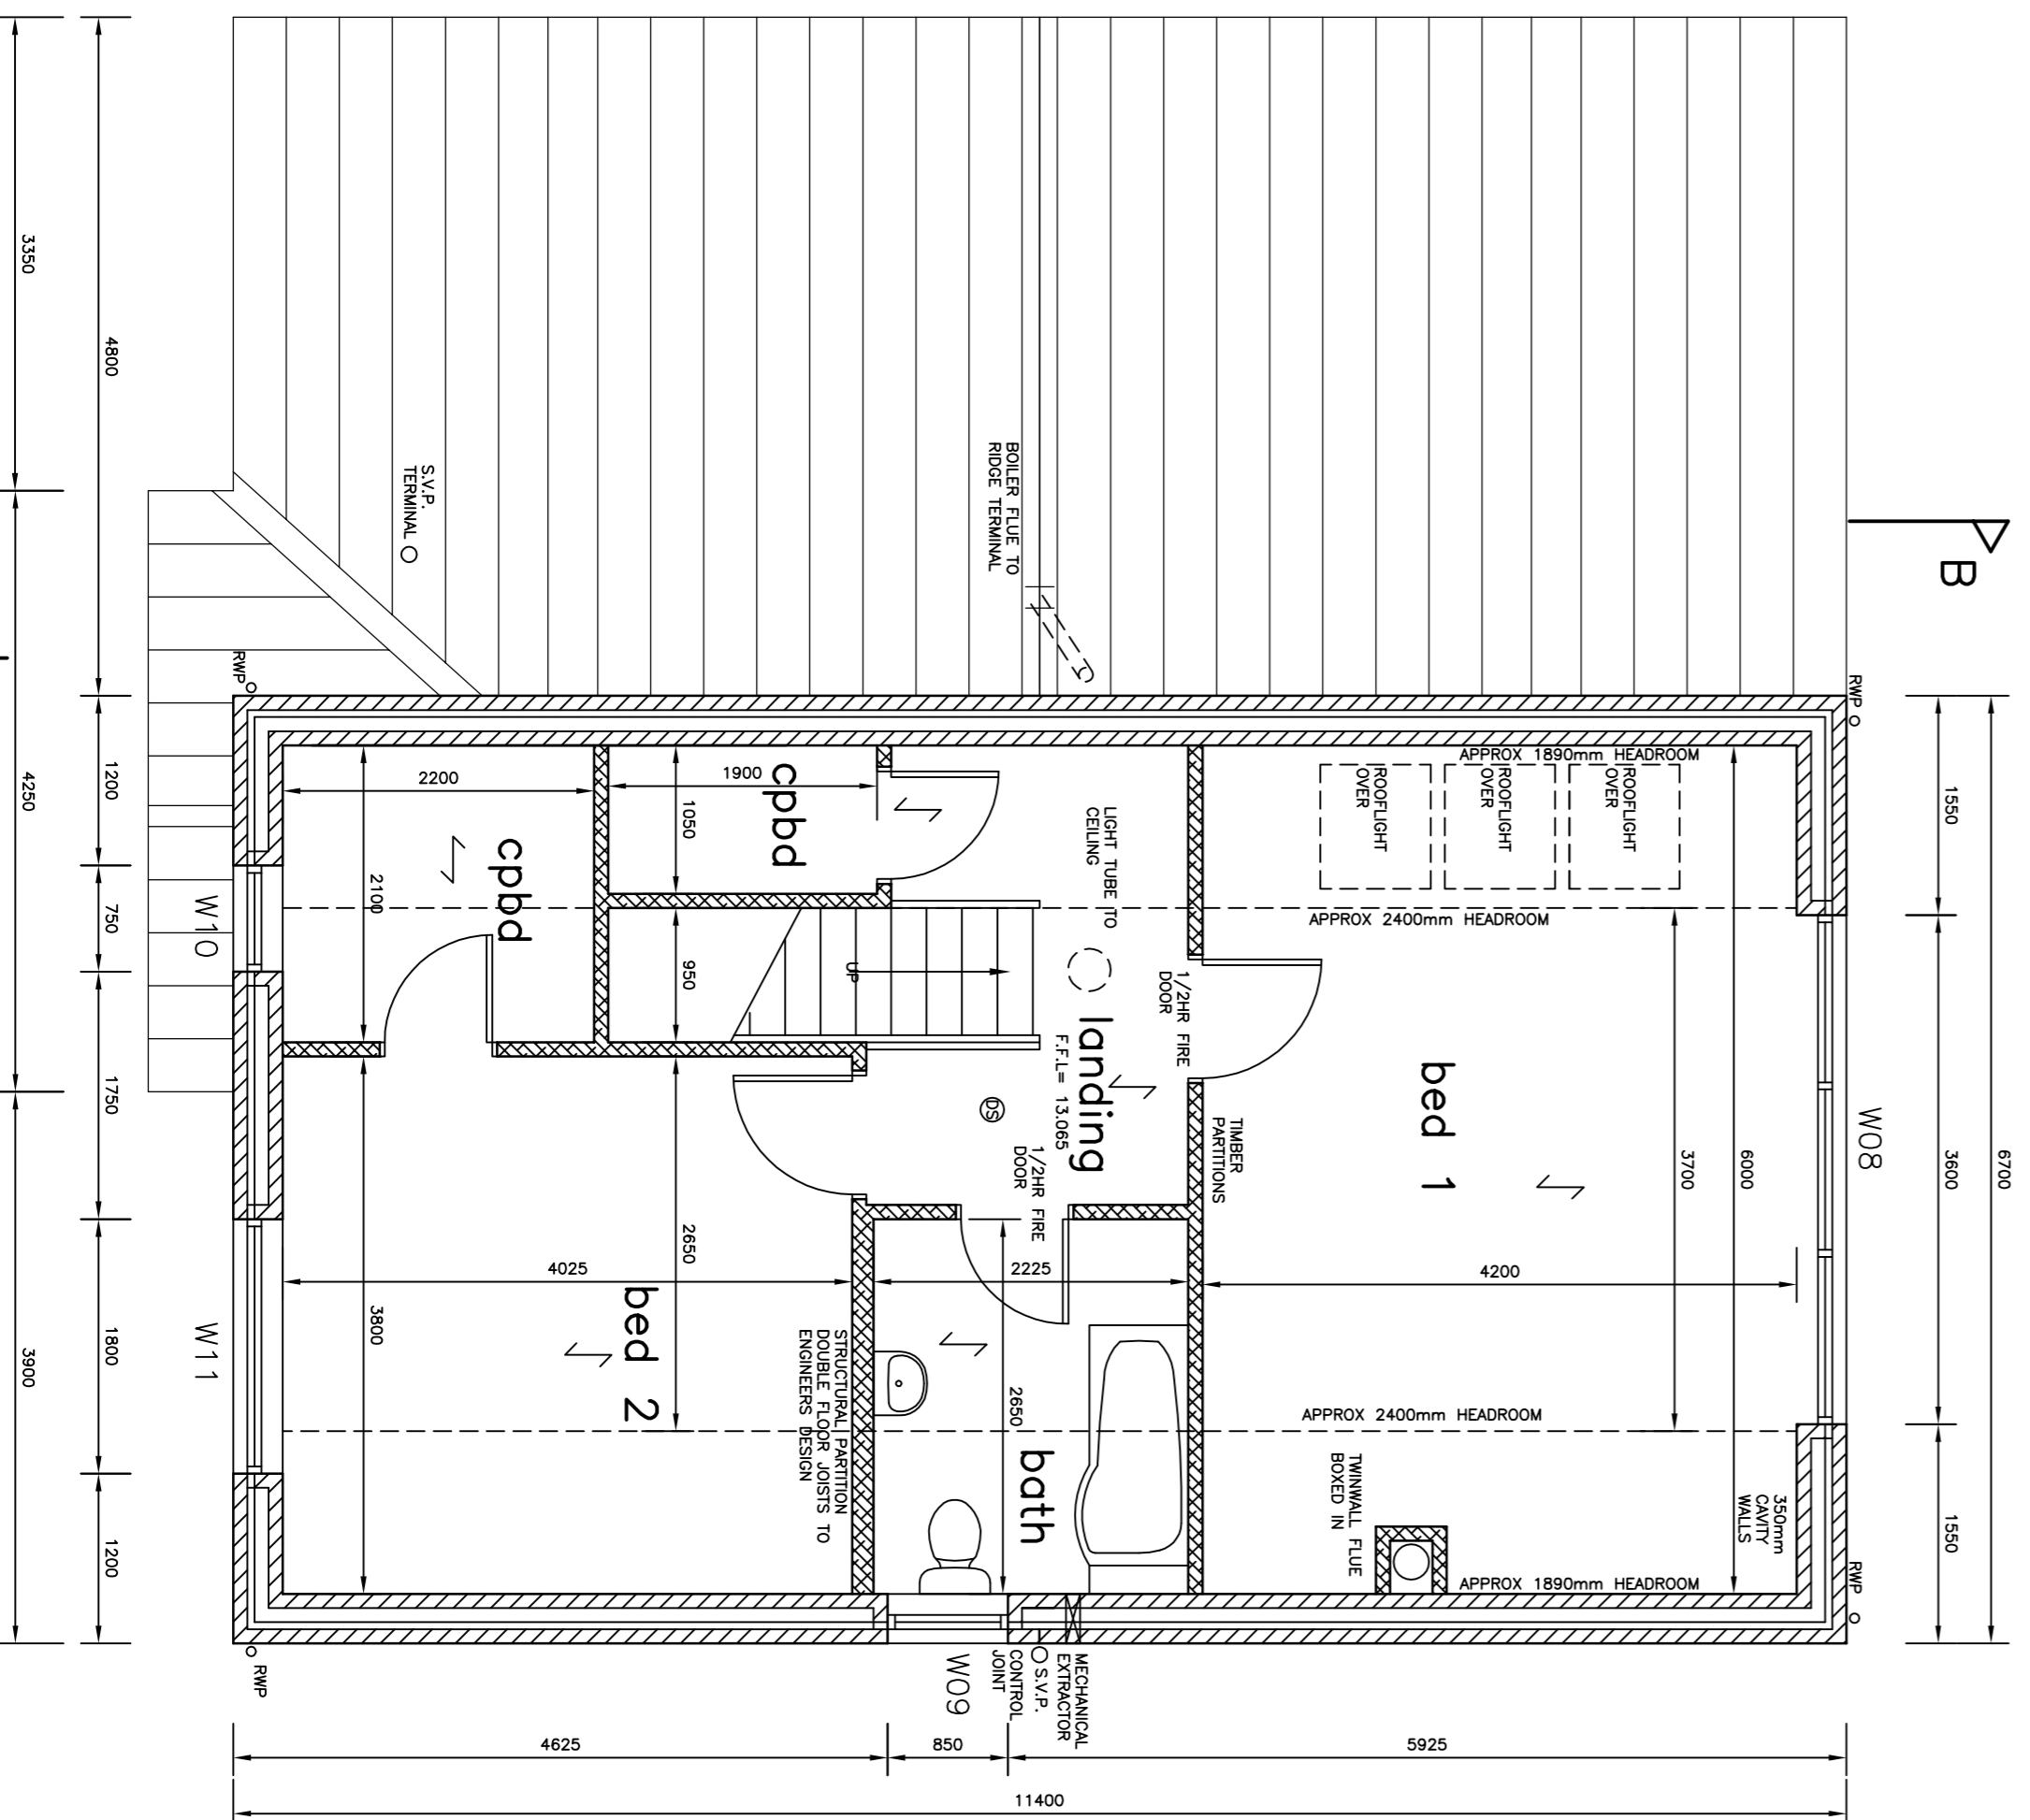 B
6700
1550
3600
1550
W08
RWP
RWP
350mm
CAVITY
WALLS
APPROX 1890mm HEADROOM
ROOFLIGHT
OVER
ROOFLIGHT
OVER
ROOFLIGHT
OVER
APPROX 2400mm HEADROOM
6000
3700
bed 1
4200
APPROX 2400mm HEADROOM
TWINWALL FLUE
BOXED IN
APPROX 1890mm HEADROOM
TIMBER
PARTITIONS
1/2HR FIRE
DOOR
LIGHT TUBE TO
CEILING
landing
F.F.L= 13.065
DS
1/2HR FIRE
DOOR
UP
BOILER FLUE TO
RIDGE TERMINAL
bath
2225
2650
MECHANICAL
EXTRACTOR
S.V.P.
CONTROL
JOINT
W09
STRUCTURAL PARTITION
DOUBLE FLOOR JOISTS TO
ENGINEERS DESIGN
cpbd
1900
1050
950
2650
bed 2
4025
3800
cpbd
2200
2100
S.V.P.
TERMINAL
RWP
RWP
W10
W11
4800
1200
750
1750
1800
1200
3350
4250
3900
5925
850
4625
11400